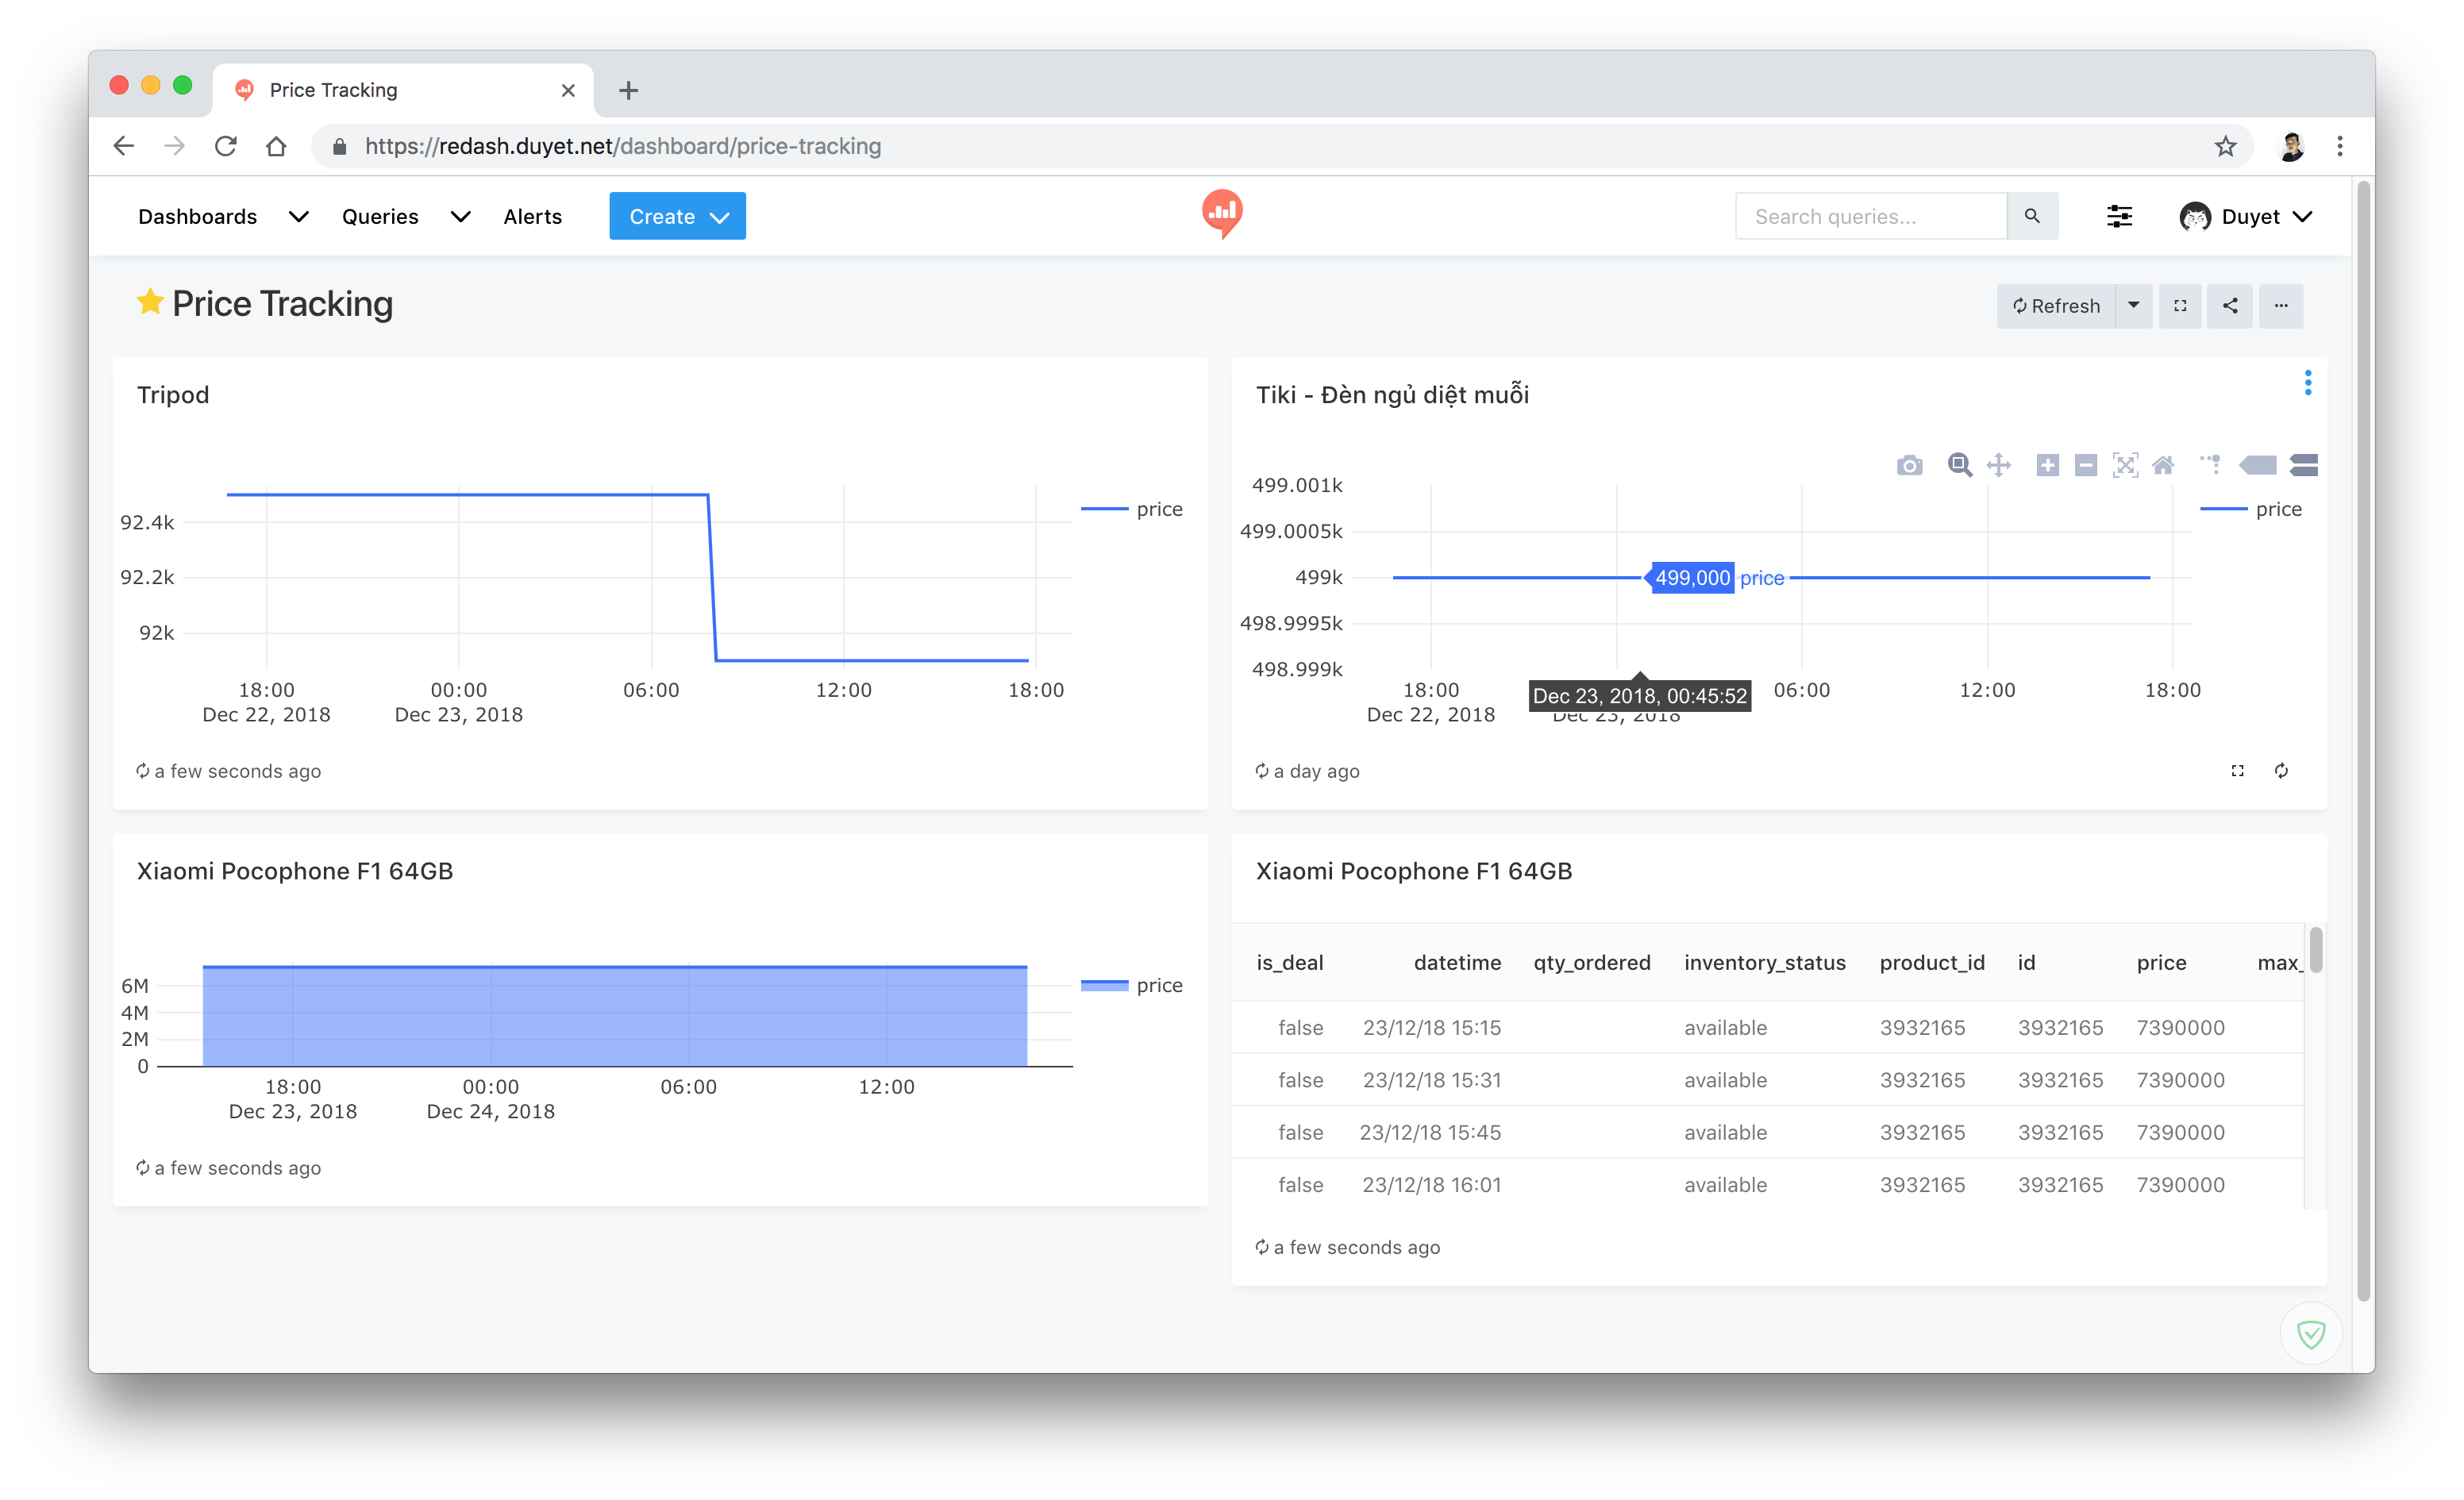 Price Tracking
https://redash.duyet.net/dashboard/price-tracking
Dashboards Queries Alerts Create Search queries... Duyet
Price Tracking
Refresh
Tripod
92.4k
92.2k
92k
price
18:00 00:00 06:00 12:00 18:00
Dec 22, 2018 Dec 23, 2018
a few seconds ago
Tiki - Đèn ngủ diệt muỗi
499.001k
499.0005k
499k
498.9995k
498.999k
price
499,000 price
18:00 06:00 12:00 18:00
Dec 23, 2018, 00:45:52
Dec 22, 2018 Dec 23, 2018
a day ago
Xiaomi Pocophone F1 64GB
6M
4M
2M
0
price
18:00 00:00 06:00 12:00
Dec 23, 2018 Dec 24, 2018
a few seconds ago
Xiaomi Pocophone F1 64GB
is_deal datetime qty_ordered inventory_status product_id id price max_
false 23/12/18 15:15 available 3932165 3932165 7390000
false 23/12/18 15:31 available 3932165 3932165 7390000
false 23/12/18 15:45 available 3932165 3932165 7390000
false 23/12/18 16:01 available 3932165 3932165 7390000
a few seconds ago